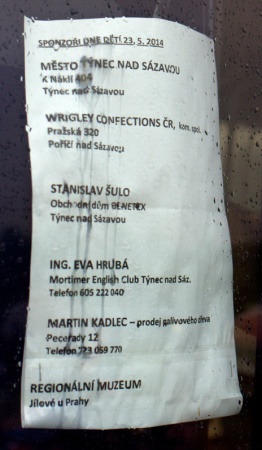 SPONZOŘI DNE DĚTÍ 23. 5. 2014
MĚSTO TÝNEC NAD SÁZAVOU
K Náklí 404
Týnec nad Sázavou
WRIGLEY CONFECTIONS ČR, kom. spol.
Pražská 320
Poříčí nad Sázavou
STANISLAV ŠULO
Obchodní dům BENETEX
Týnec nad Sázavou
ING. EVA HRUBÁ
Mortimer English Club Týnec nad Sáz.
Telefon 605 222 040
MARTIN KADLEC – prodej palivového dřeva
Pecerady 12
Telefon 723 059 770
REGIONÁLNÍ MUZEUM
Jílové u Prahy